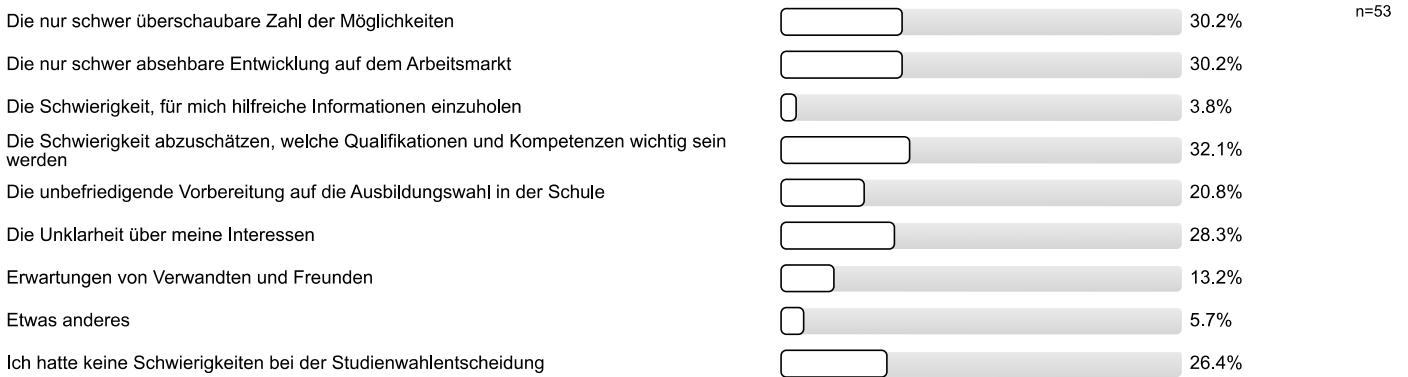 Die nur schwer überschaubare Zahl der Möglichkeiten 30.2% n=53
Die nur schwer absehbare Entwicklung auf dem Arbeitsmarkt 30.2%
Die Schwierigkeit, für mich hilfreiche Informationen einzuholen 3.8%
Die Schwierigkeit abzuschätzen, welche Qualifikationen und Kompetenzen wichtig sein
werden 32.1%
Die unbefriedigende Vorbereitung auf die Ausbildungswahl in der Schule 20.8%
Die Unklarheit über meine Interessen 28.3%
Erwartungen von Verwandten und Freunden 13.2%
Etwas anderes 5.7%
Ich hatte keine Schwierigkeiten bei der Studienwahlentscheidung 26.4%